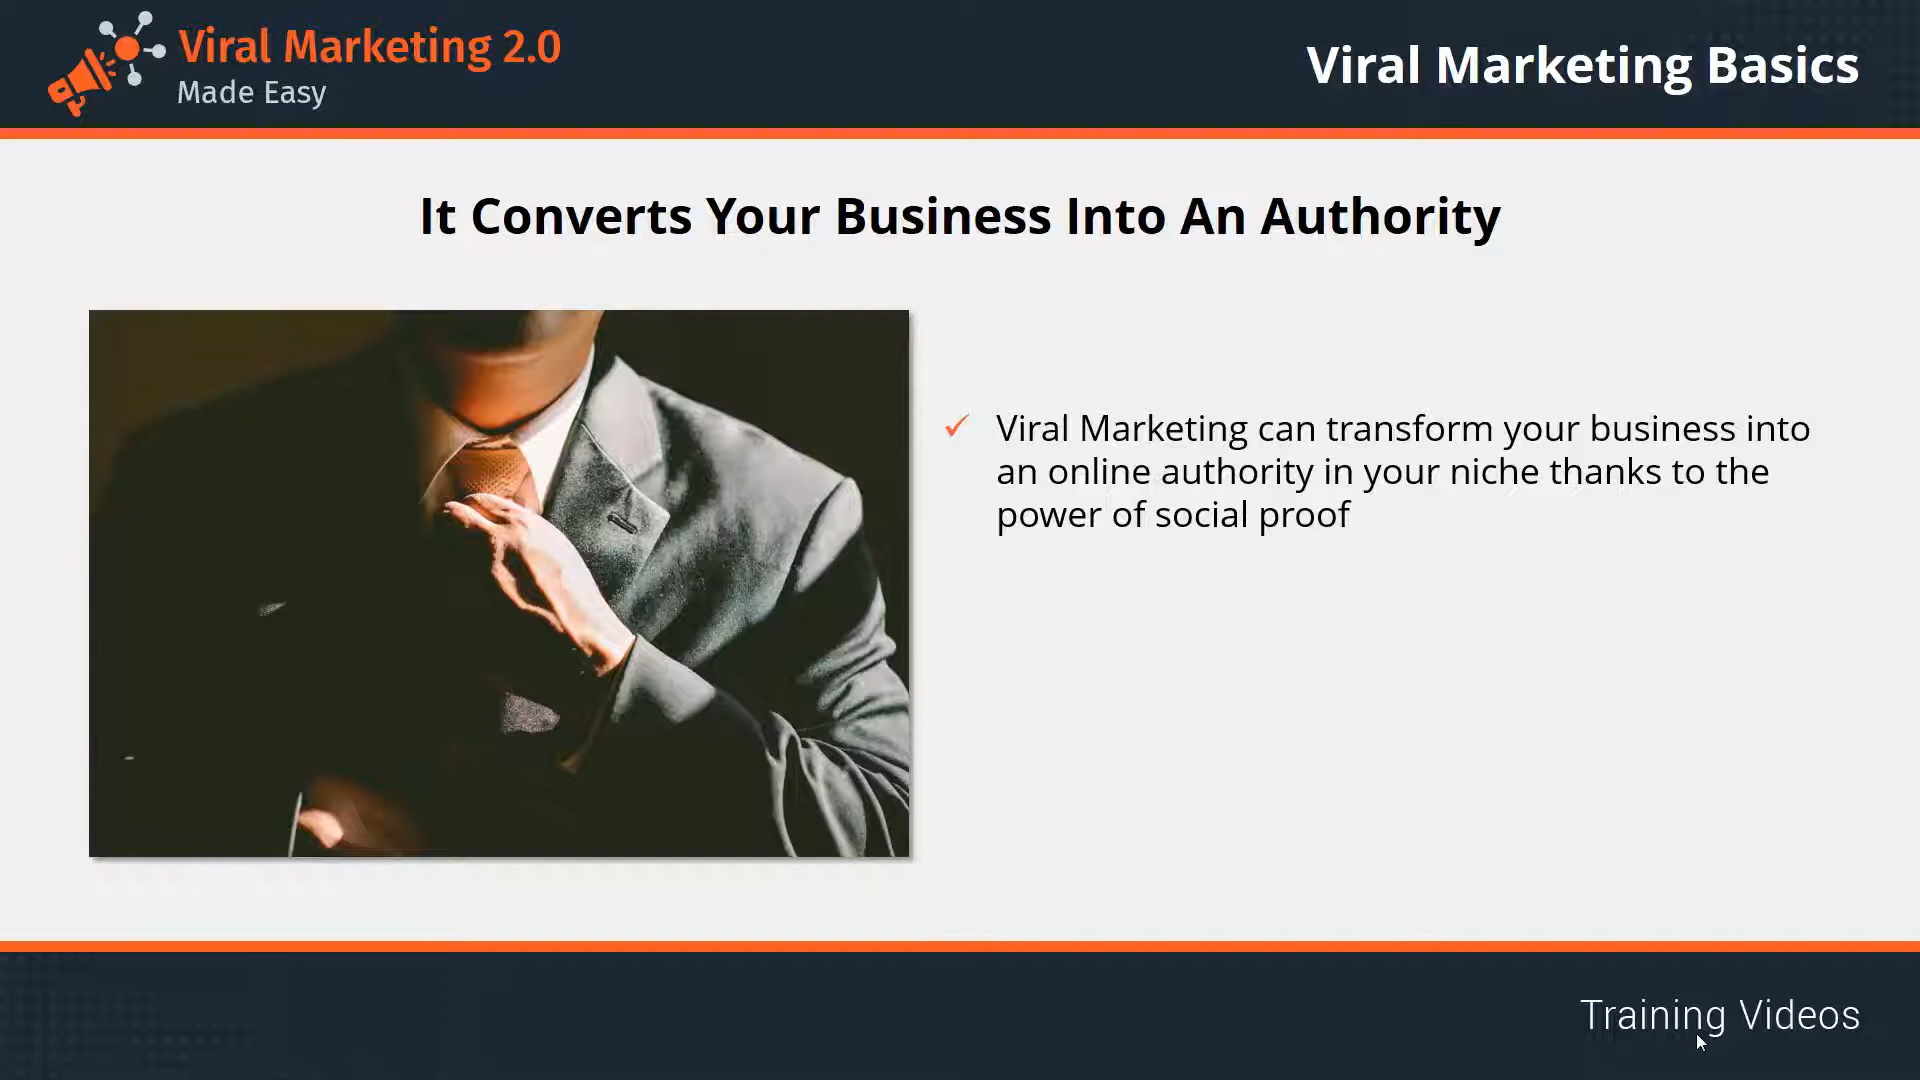 Viral Marketing 2.0
Made Easy
Viral Marketing Basics
It Converts Your Business Into An Authority
Viral Marketing can transform your business into
an online authority in your niche thanks to the
power of social proof
Training Videos